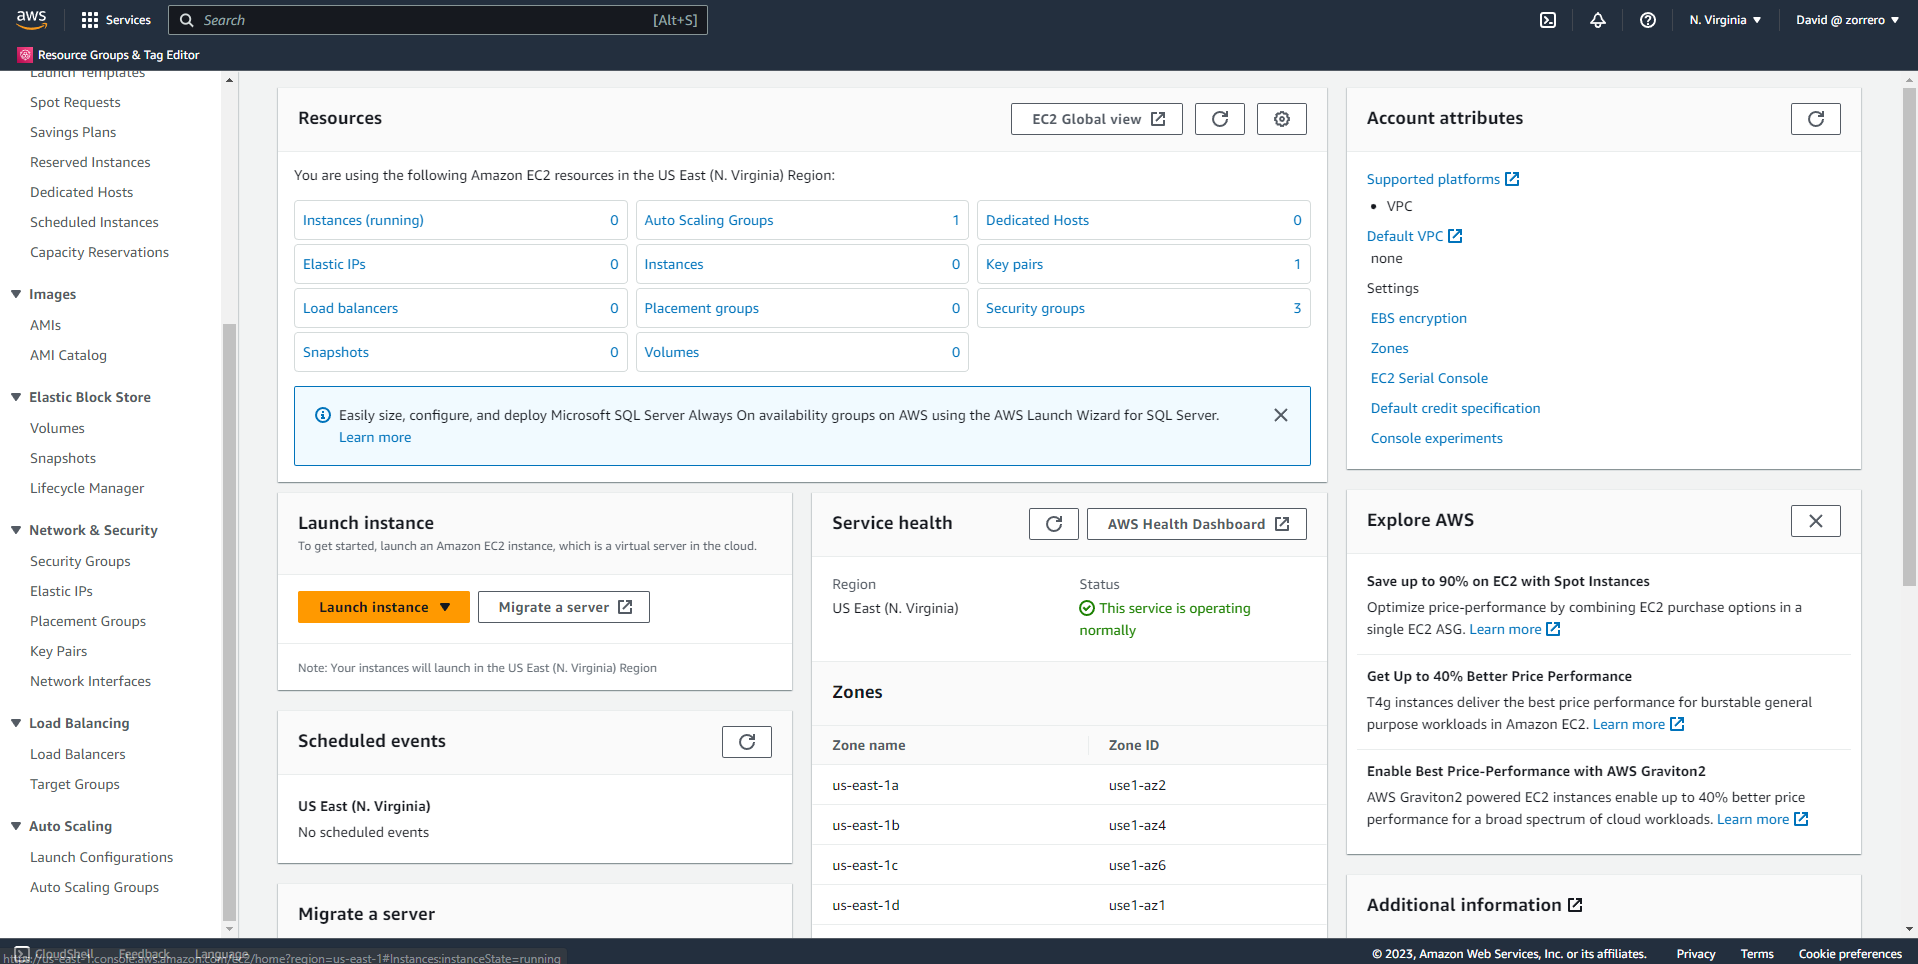 aws
Services
Search
[Alt+S]
N. Virginia
David @ zorrero
Resource Groups & Tag Editor
Launch Templates
Spot Requests
Savings Plans
Reserved Instances
Dedicated Hosts
Scheduled Instances
Capacity Reservations
Images
AMIs
AMI Catalog
Elastic Block Store
Volumes
Snapshots
Lifecycle Manager
Network & Security
Security Groups
Elastic IPs
Placement Groups
Key Pairs
Network Interfaces
Load Balancing
Load Balancers
Target Groups
Auto Scaling
Launch Configurations
Auto Scaling Groups
Resources
EC2 Global view
You are using the following Amazon EC2 resources in the US East (N. Virginia) Region:
Instances (running) 0
Auto Scaling Groups 1
Dedicated Hosts 0
Elastic IPs 0
Instances 0
Key pairs 1
Load balancers 0
Placement groups 0
Security groups 3
Snapshots 0
Volumes 0
Easily size, configure, and deploy Microsoft SQL Server Always On availability groups on AWS using the AWS Launch Wizard for SQL Server.
Learn more
Launch instance
To get started, launch an Amazon EC2 instance, which is a virtual server in the cloud.
Launch instance
Migrate a server
Note: Your instances will launch in the US East (N. Virginia) Region
Scheduled events
US East (N. Virginia)
No scheduled events
Migrate a server
Service health
AWS Health Dashboard
Region
US East (N. Virginia)
Status
This service is operating
normally
Zones
Zone name Zone ID
us-east-1a use1-az2
us-east-1b use1-az4
us-east-1c use1-az6
us-east-1d use1-az1
Account attributes
Supported platforms
• VPC
Default VPC
none
Settings
EBS encryption
Zones
EC2 Serial Console
Default credit specification
Console experiments
Explore AWS
Save up to 90% on EC2 with Spot Instances
Optimize price-performance by combining EC2 purchase options in a
single EC2 ASG. Learn more
Get Up to 40% Better Price Performance
T4g instances deliver the best price performance for burstable general
purpose workloads in Amazon EC2. Learn more
Enable Best Price-Performance with AWS Graviton2
AWS Graviton2 powered EC2 instances enable up to 40% better price
performance for a broad spectrum of cloud workloads. Learn more
Additional information
CloudShell
Feedback
Language
https://us-east-1.console.aws.amazon.com/ec2/home?region=us-east-1#Instances:instanceState=running
© 2023, Amazon Web Services, Inc. or its affiliates.
Privacy
Terms
Cookie preferences